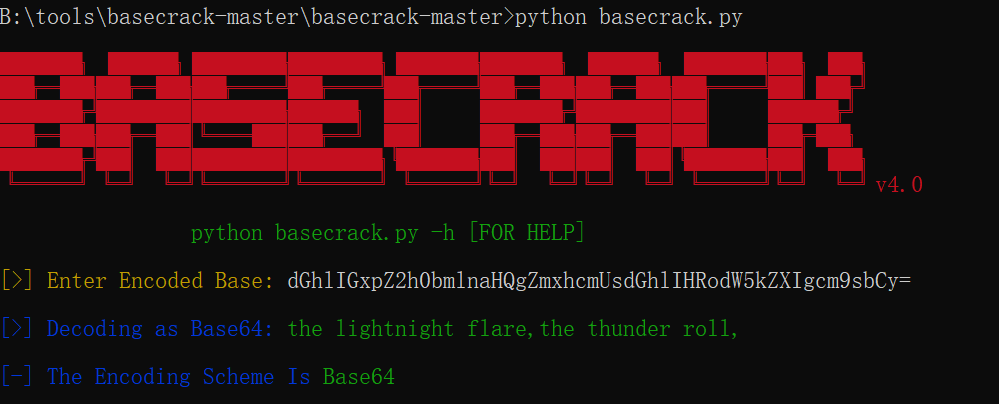 B:\tools\basecrack-master\basecrack-master>python basecrack.py
BASECRACK v4.0
python basecrack.py -h [FOR HELP]
[>] Enter Encoded Base: dGhlIGxpZ2h0bmlnaHQgZmxhcmUsdGhlIHRodW5kZXIgcm9sbCy=
[>] Decoding as Base64: the lightnight flare,the thunder roll,
[-] The Encoding Scheme Is Base64